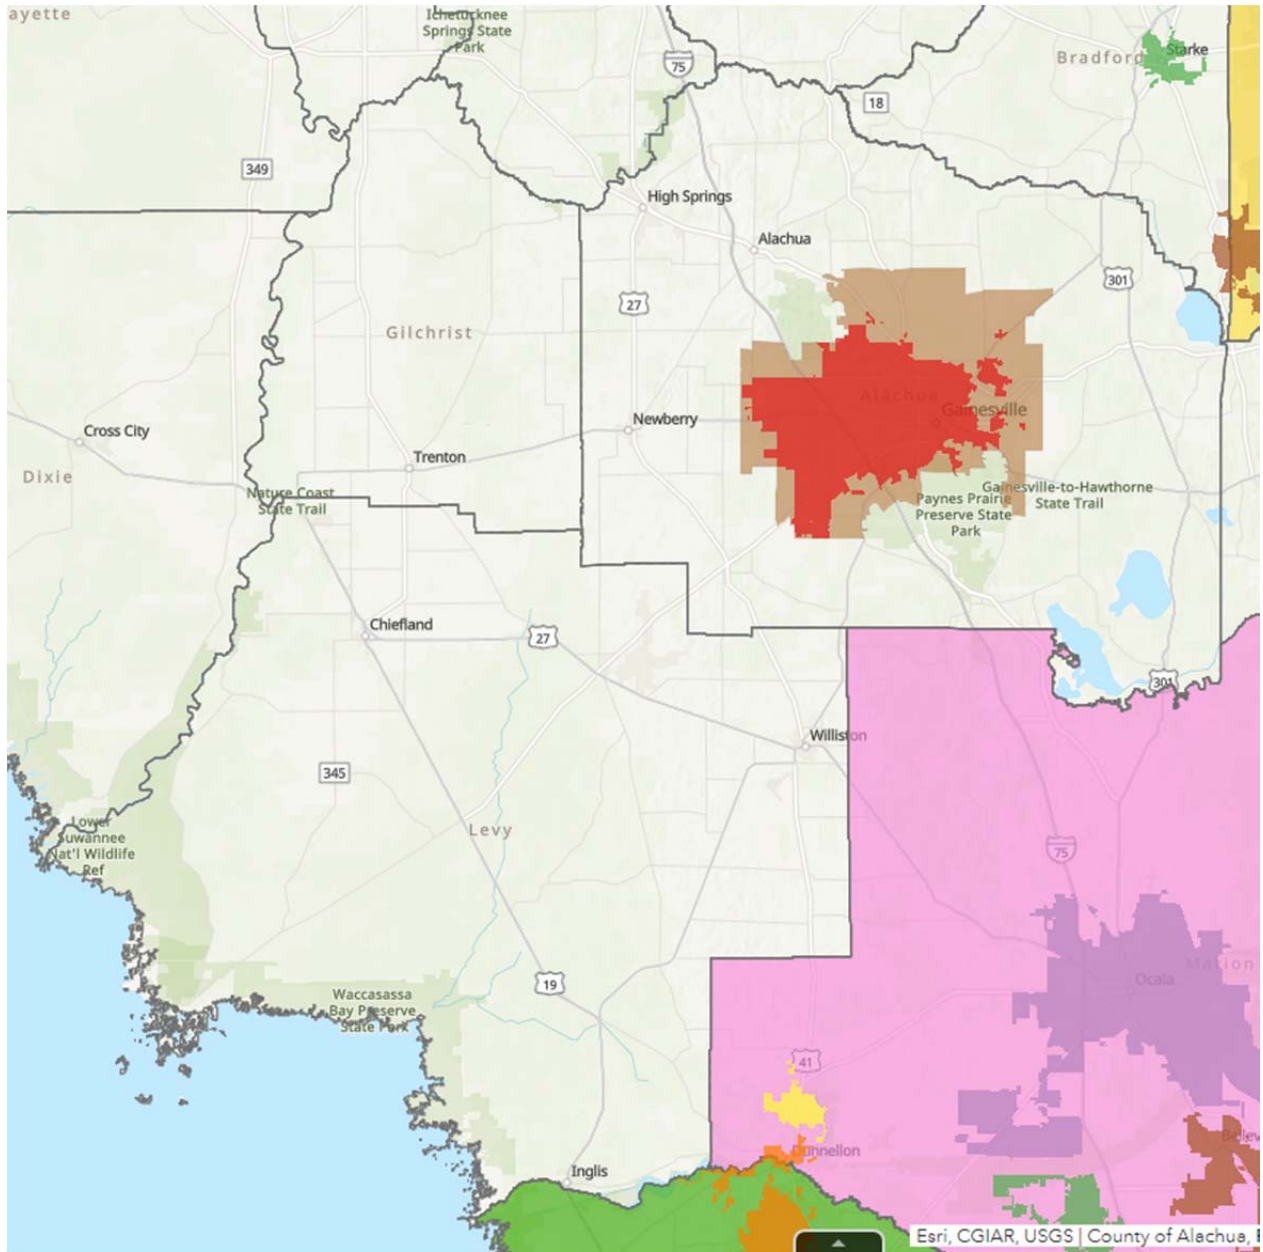 ayette
Ichetucknee
Springs State
Park
75
Bradford
Starke
18
349
High Springs
Alachua
301
27
Gilchrist
Alachua
Gainesville
Newberry
Cross City
Trenton
Dixie
Nature Coast
State Trail
Gainesville-to-Hawthorne
State Trail
Paynes Prairie
Preserve State
Park
Chiefland
27
301
Williston
345
Levy
75
Lower
Suwannee
Nat'l Wildlife
Ref
Marion
Ocala
19
Waccasassa
Bay Preserve
State Park
41
Bellev
Dunnellon
Inglis
Esri, CGIAR, USGS | County of Alachua,